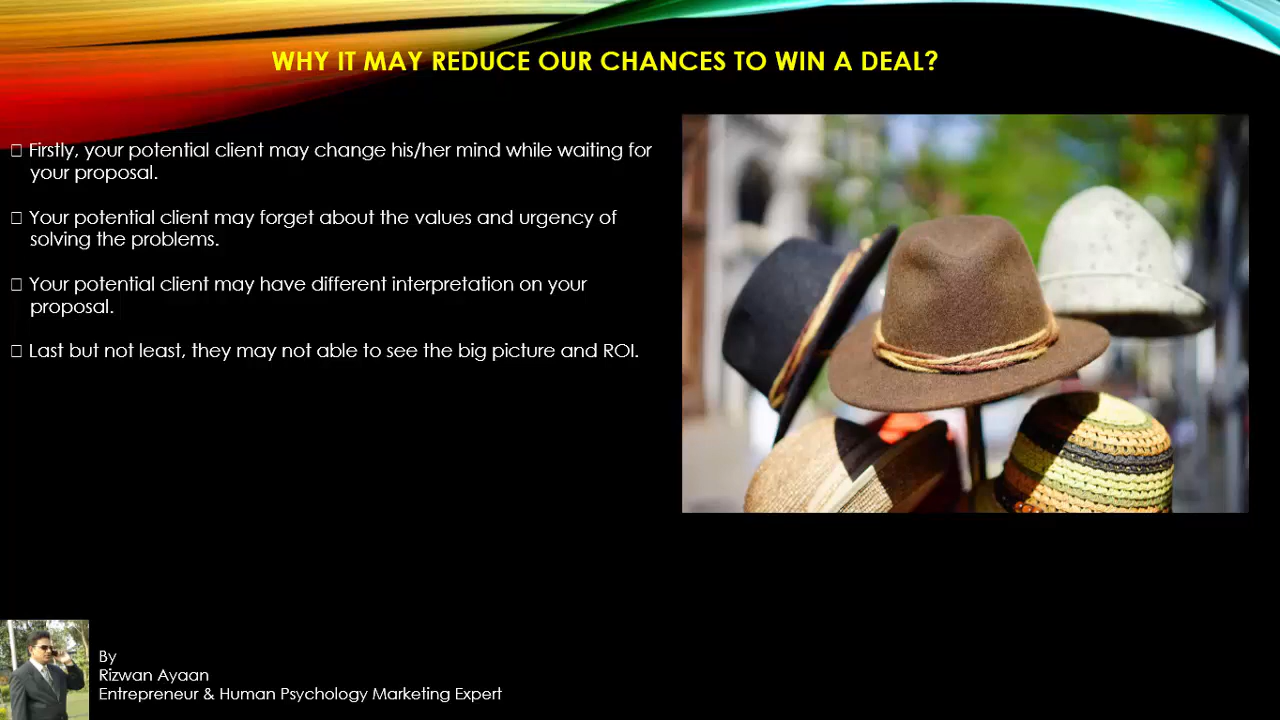 WHY IT MAY REDUCE OUR CHANCES TO WIN A DEAL?
□ Firstly, your potential client may change his/her mind while waiting for
your proposal.
□ Your potential client may forget about the values and urgency of
solving the problems.
□ Your potential client may have different interpretation on your
proposal.
□ Last but not least, they may not able to see the big picture and ROI.
By
Rizwan Ayaan
Entrepreneur & Human Psychology Marketing Expert